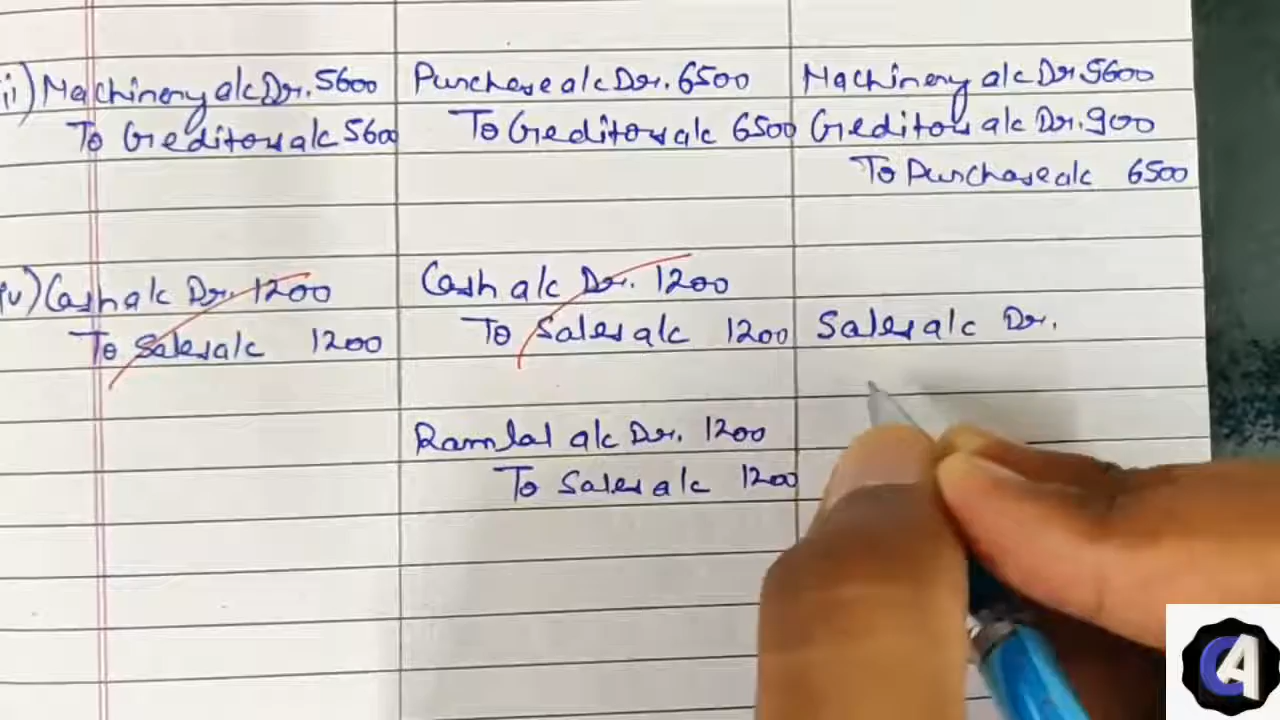 ii) Machinery a/c Dr. 5600
To Creditors a/c 5600
Purchase a/c Dr. 6500
To Creditors a/c 6500
Machinery a/c Dr. 5600
Creditors a/c Dr. 900
To Purchase a/c 6500
iv) Cash a/c Dr. 1200
To Sales a/c 1200
Cash a/c Dr. 1200
To Sales a/c 1200
Ramlal a/c Dr. 1200
To Sales a/c 1200
Sales a/c Dr.
CA